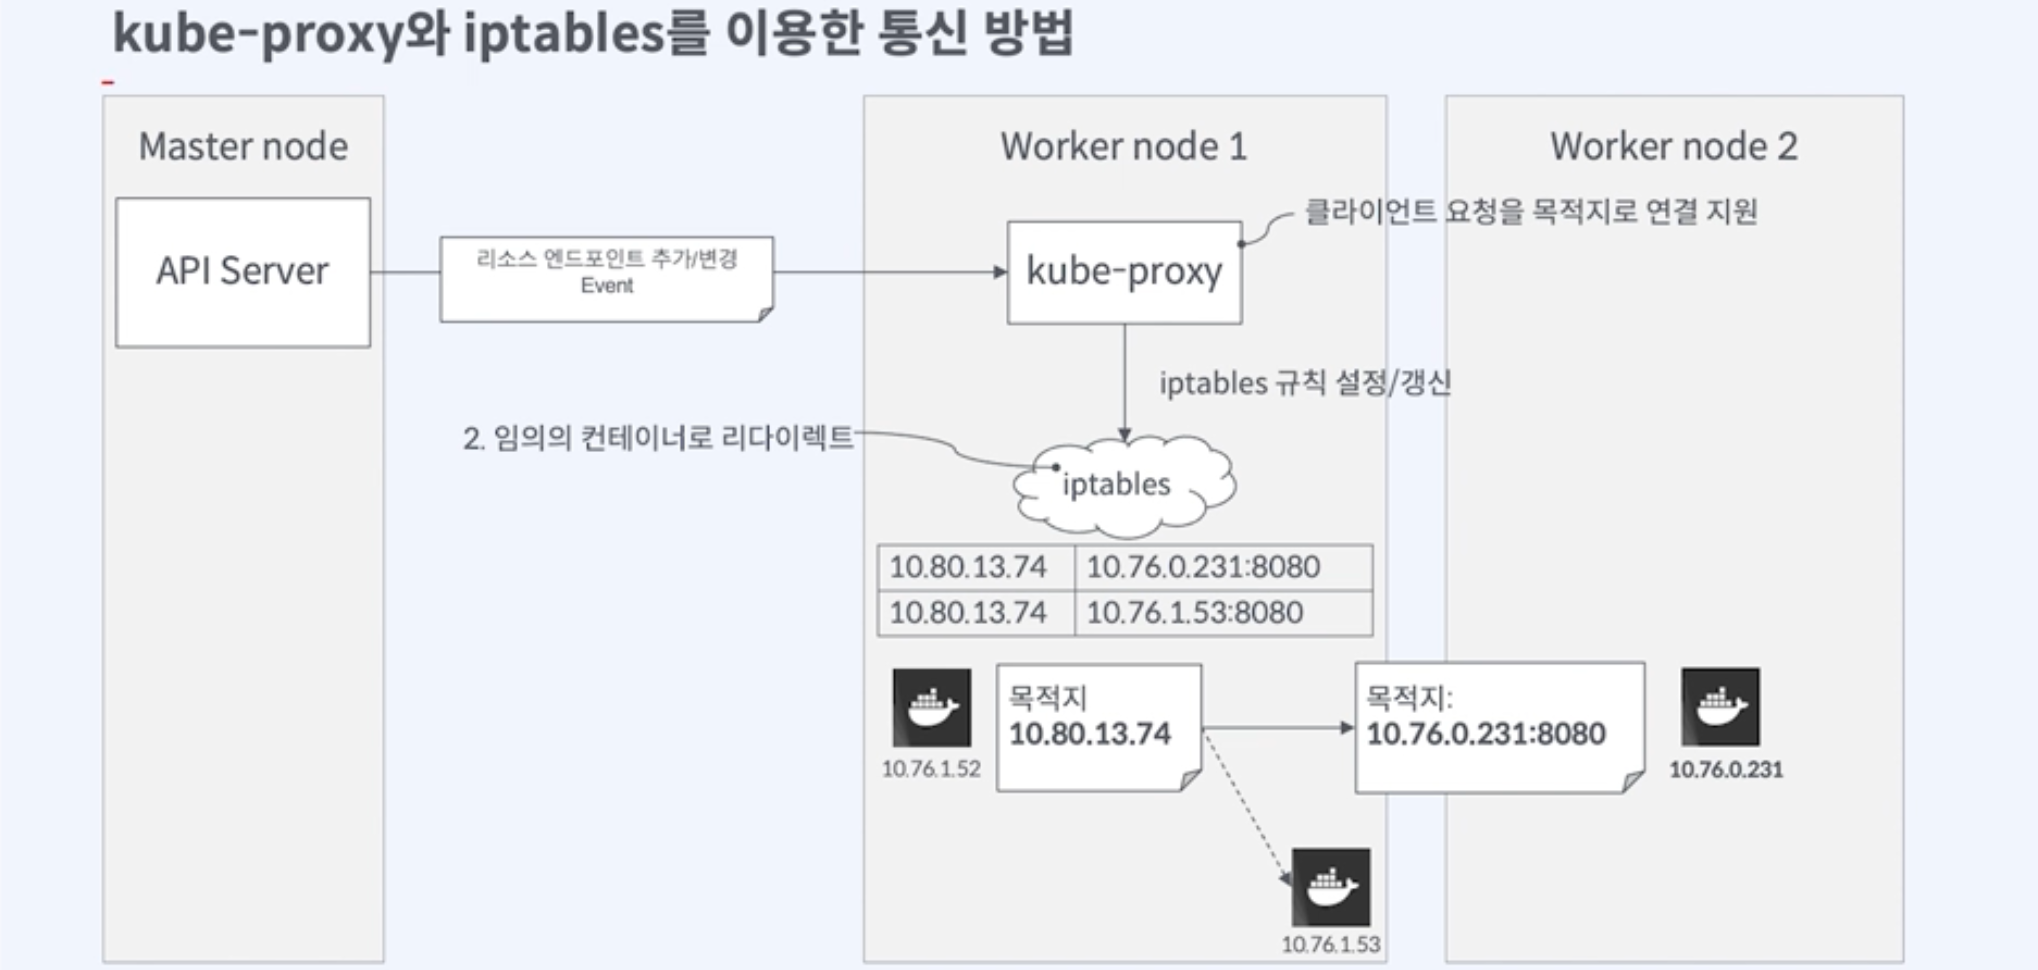 kube-proxy와 iptables를 이용한 통신 방법
Master node
Worker node 1
Worker node 2
클라이언트 요청을 목적지로 연결 지원
API Server
리소스 엔드포인트 추가/변경
Event
kube-proxy
iptables 규칙 설정/갱신
2. 임의의 컨테이너로 리다이렉트
iptables
10.80.13.74 10.76.0.231:8080
10.80.13.74 10.76.1.53:8080
목적지
10.80.13.74
목적지:
10.76.0.231:8080
10.76.1.52
10.76.0.231
10.76.1.53